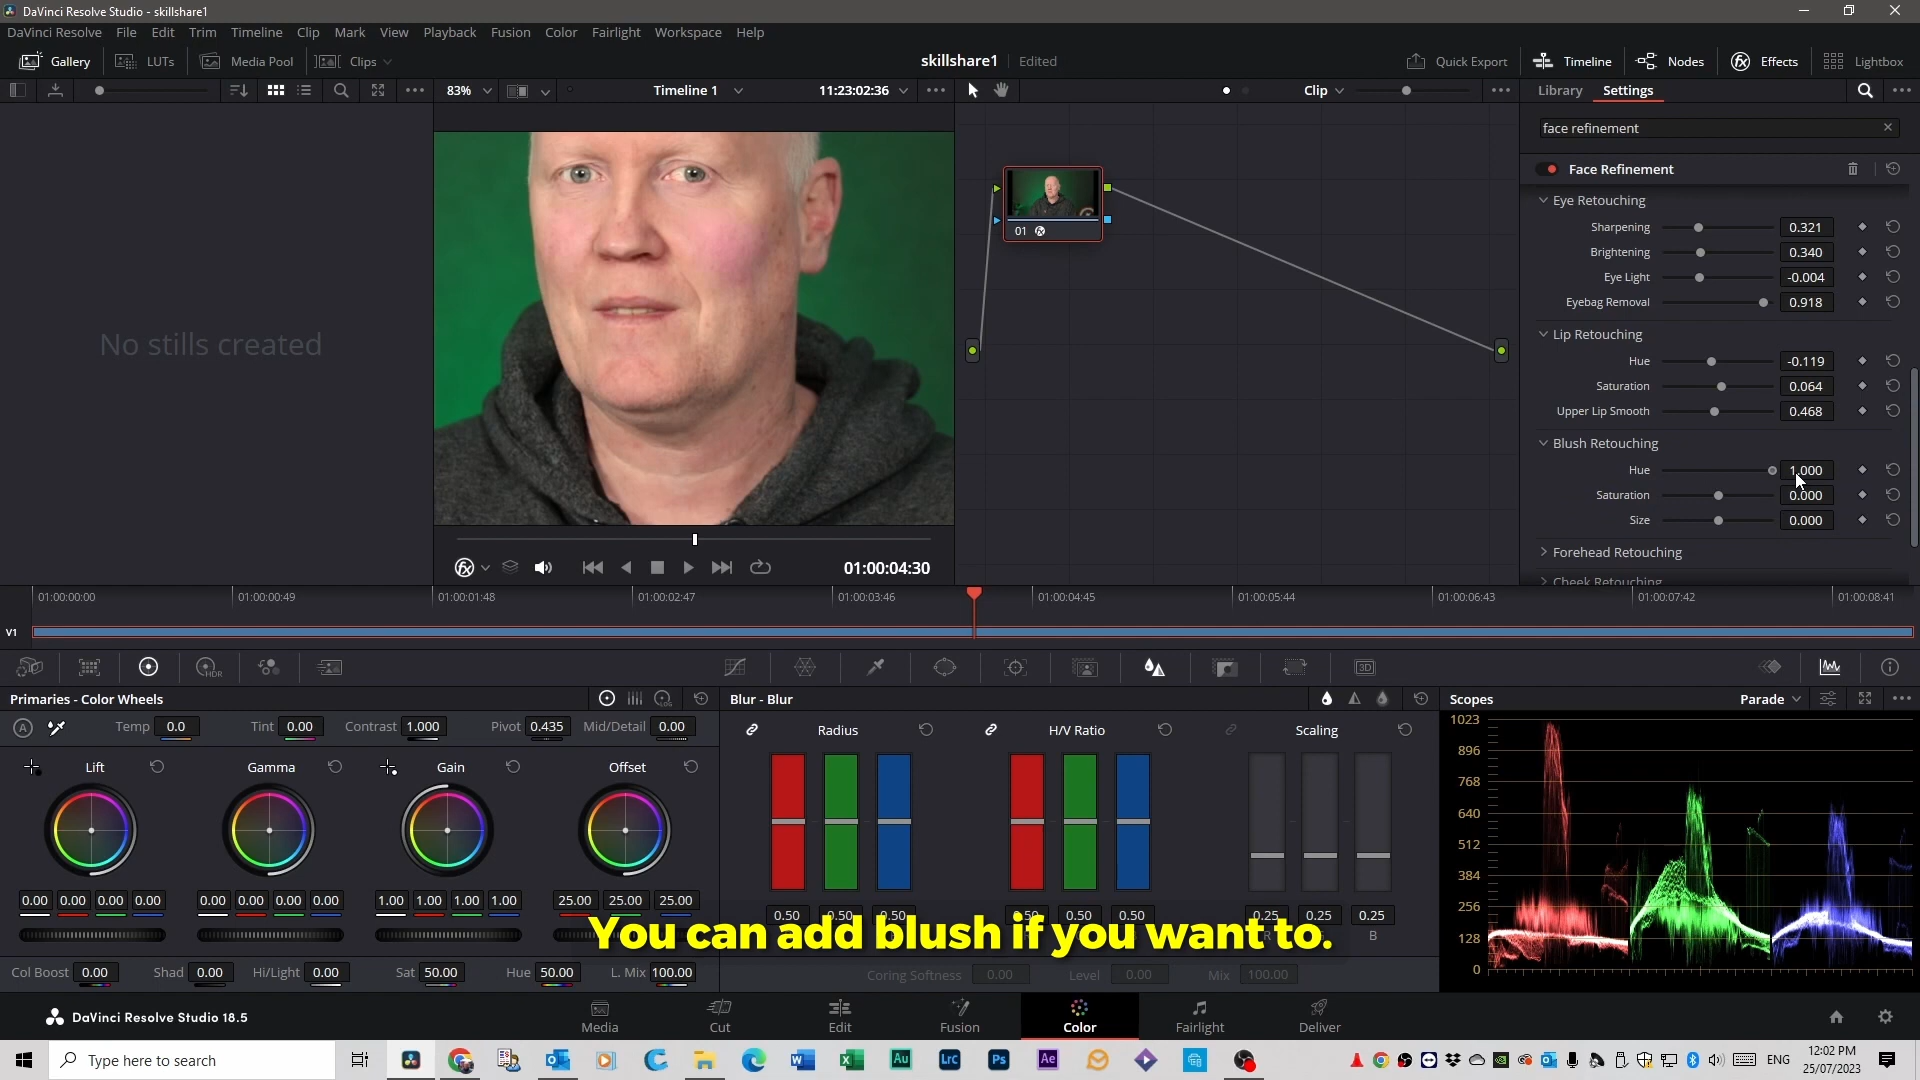 DaVinci Resolve Studio - skillshare1
DaVinci Resolve File Edit Trim Timeline Clip Mark View Playback Fusion Color Fairlight Workspace Help
Gallery LUTs Media Pool Clips skillshare1 Edited Quick Export Timeline Nodes Effects Lightbox
83% Timeline 1 11:23:02:36 Clip Library Settings
face refinement
Face Refinement
Eye Retouching
Sharpening 0.321
Brightening 0.340
Eye Light -0.004
Eyebag Removal 0.918
Lip Retouching
Hue -0.119
Saturation 0.064
Upper Lip Smooth 0.468
Blush Retouching
Hue 1.000
Saturation 0.000
Size 0.000
Forehead Retouching
Cheek Retouching
No stills created
01
01:00:04:30
01:00:00:00 01:00:00:49 01:00:01:48 01:00:02:47 01:00:03:46 01:00:04:45 01:00:05:44 01:00:06:43 01:00:07:42 01:00:08:41
V1
HDR 3D
Primaries - Color Wheels LOG Blur - Blur Scopes Parade
A Temp 0.0 Tint 0.00 Contrast 1.000 Pivot 0.435 Mid/Detail 0.00
Radius H/V Ratio Scaling
Lift Gamma Gain Offset
0.00 0.00 0.00 0.00 0.00 0.00 0.00 0.00 1.00 1.00 1.00 1.00 25.00 25.00 25.00
0.50 0.50 0.50 0.50 0.50 0.50 0.25 0.25 0.25
R B
1023
896
768
640
512
384
256
128
0
You can add blush if you want to.
Col Boost 0.00 Shad 0.00 Hi/Light 0.00 Sat 50.00 Hue 50.00 L. Mix 100.00
Coring Softness 0.00 Level 0.00 Mix 100.00
DaVinci Resolve Studio 18.5
Media Cut Edit Fusion Color Fairlight Deliver
Type here to search
Au Lrc Ps Ae
ENG
12:02 PM
25/07/2023